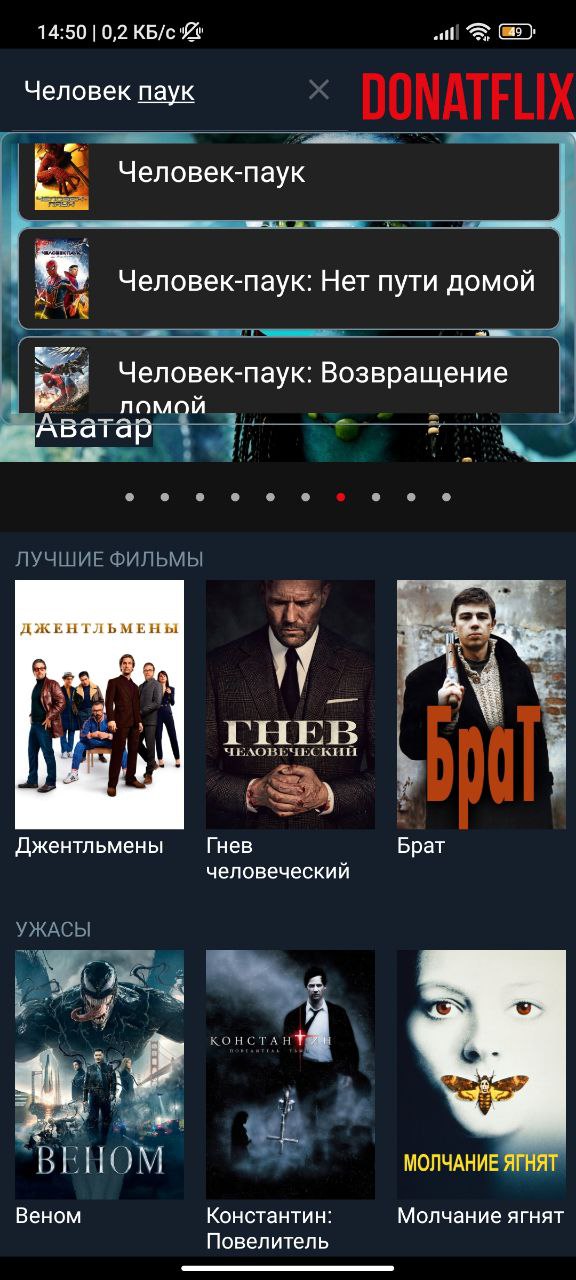 14:50 | 0,2 КБ/с
49
Человек паук
DONATFLIX
Человек-паук
Человек-паук: Нет пути домой
Человек-паук: Возвращение
домой
Аватар
ЛУЧШИЕ ФИЛЬМЫ
ДЖЕНТЛЬМЕНЫ
ГНЕВ
ЧЕЛОВЕЧЕСКИЙ
БраТ
Джентльмены
Гнев
человеческий
Брат
УЖАСЫ
ВЕНОМ
КОНСТАНТИН
ПОВЕЛИТЕЛЬ ТЬМЫ
МОЛЧАНИЕ ЯГНЯТ
Веном
Константин:
Повелитель
Молчание ягнят